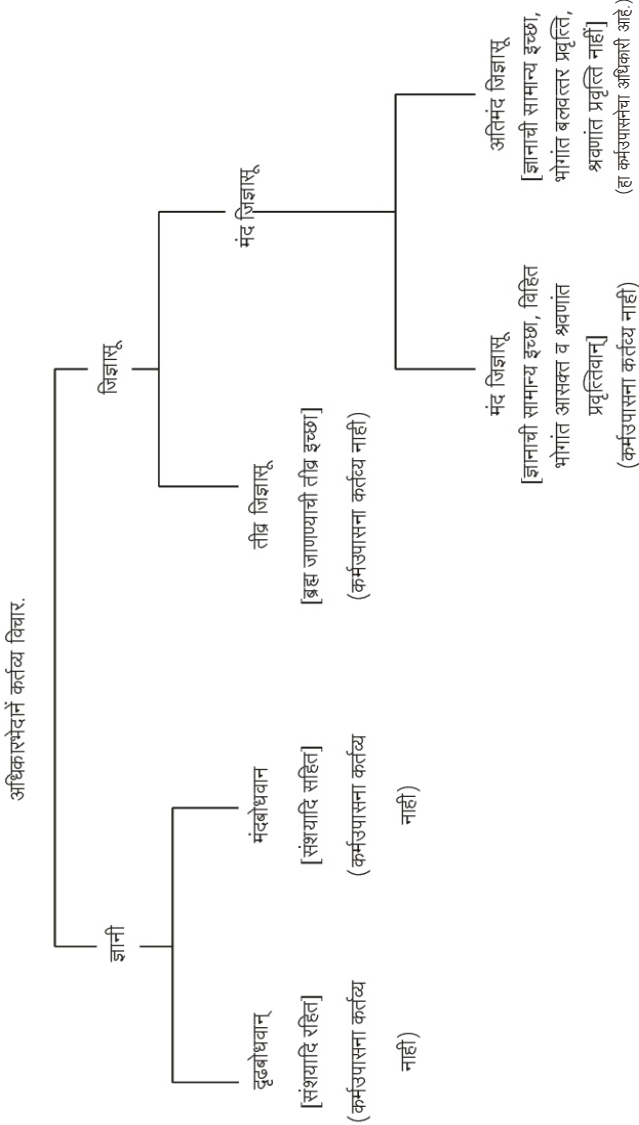 अधिकारभेदानें कर्तव्य विचार.
ज्ञानी
दृढबोधवान्
[संशयादि रहित]
(कर्मउपासना कर्तव्य
नाही)
मंदबोधवान
[संशयादि सहित]
(कर्मउपासना कर्तव्य
नाही)
जिज्ञासू
तीव्र जिज्ञासू
[ब्रह्म जाणण्याची तीव्र इच्छा]
(कर्मउपासना कर्तव्य नाही)
मंद जिज्ञासू
मंद जिज्ञासू
[ज्ञानाची सामान्य इच्छा, विहित
भोगांत आसक्त व श्रवणांत
प्रवृत्तिवान्]
(कर्मउपासना कर्तव्य नाही)
अतिमंद जिज्ञासू
[ज्ञानाची सामान्य इच्छा,
भोगांत बलवत्तर प्रवृत्ति,
श्रवणांत प्रवृत्ति नाहीं]
(हा कर्मउपासनेचा अधिकारी आहे.)